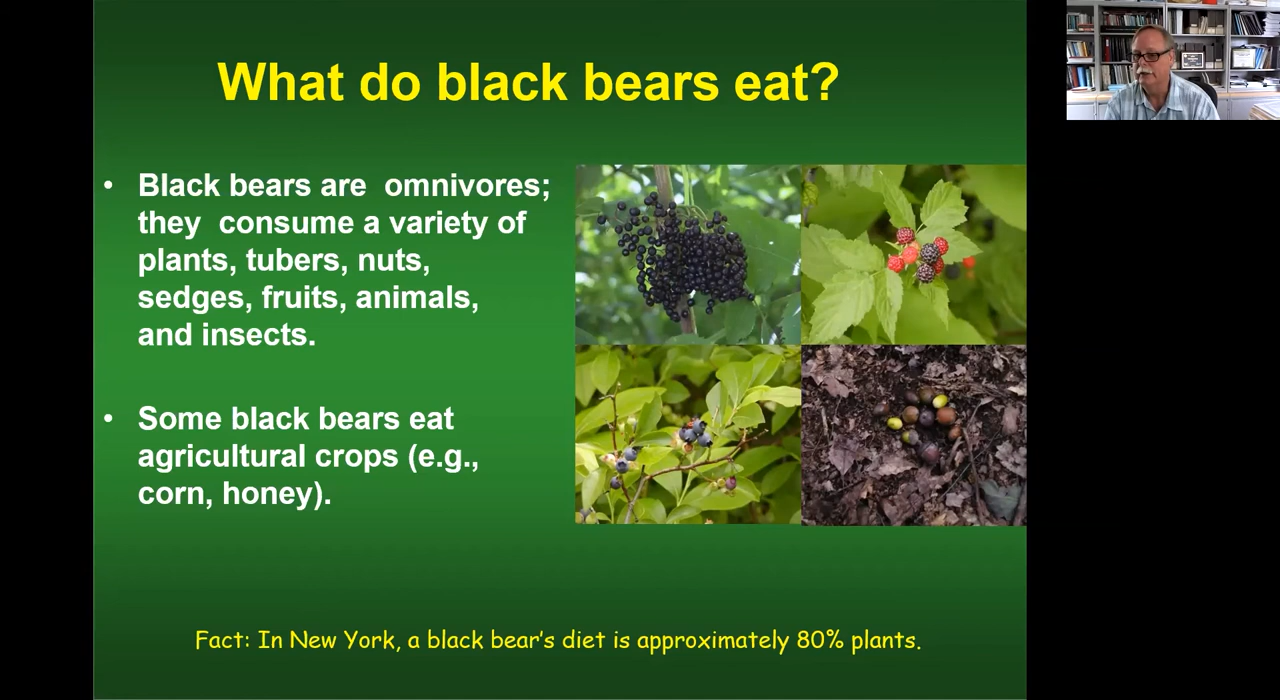 What do black bears eat?
• Black bears are omnivores;
they consume a variety of
plants, tubers, nuts,
sedges, fruits, animals,
and insects.
• Some black bears eat
agricultural crops (e.g.,
corn, honey).
Fact: In New York, a black bear's diet is approximately 80% plants.